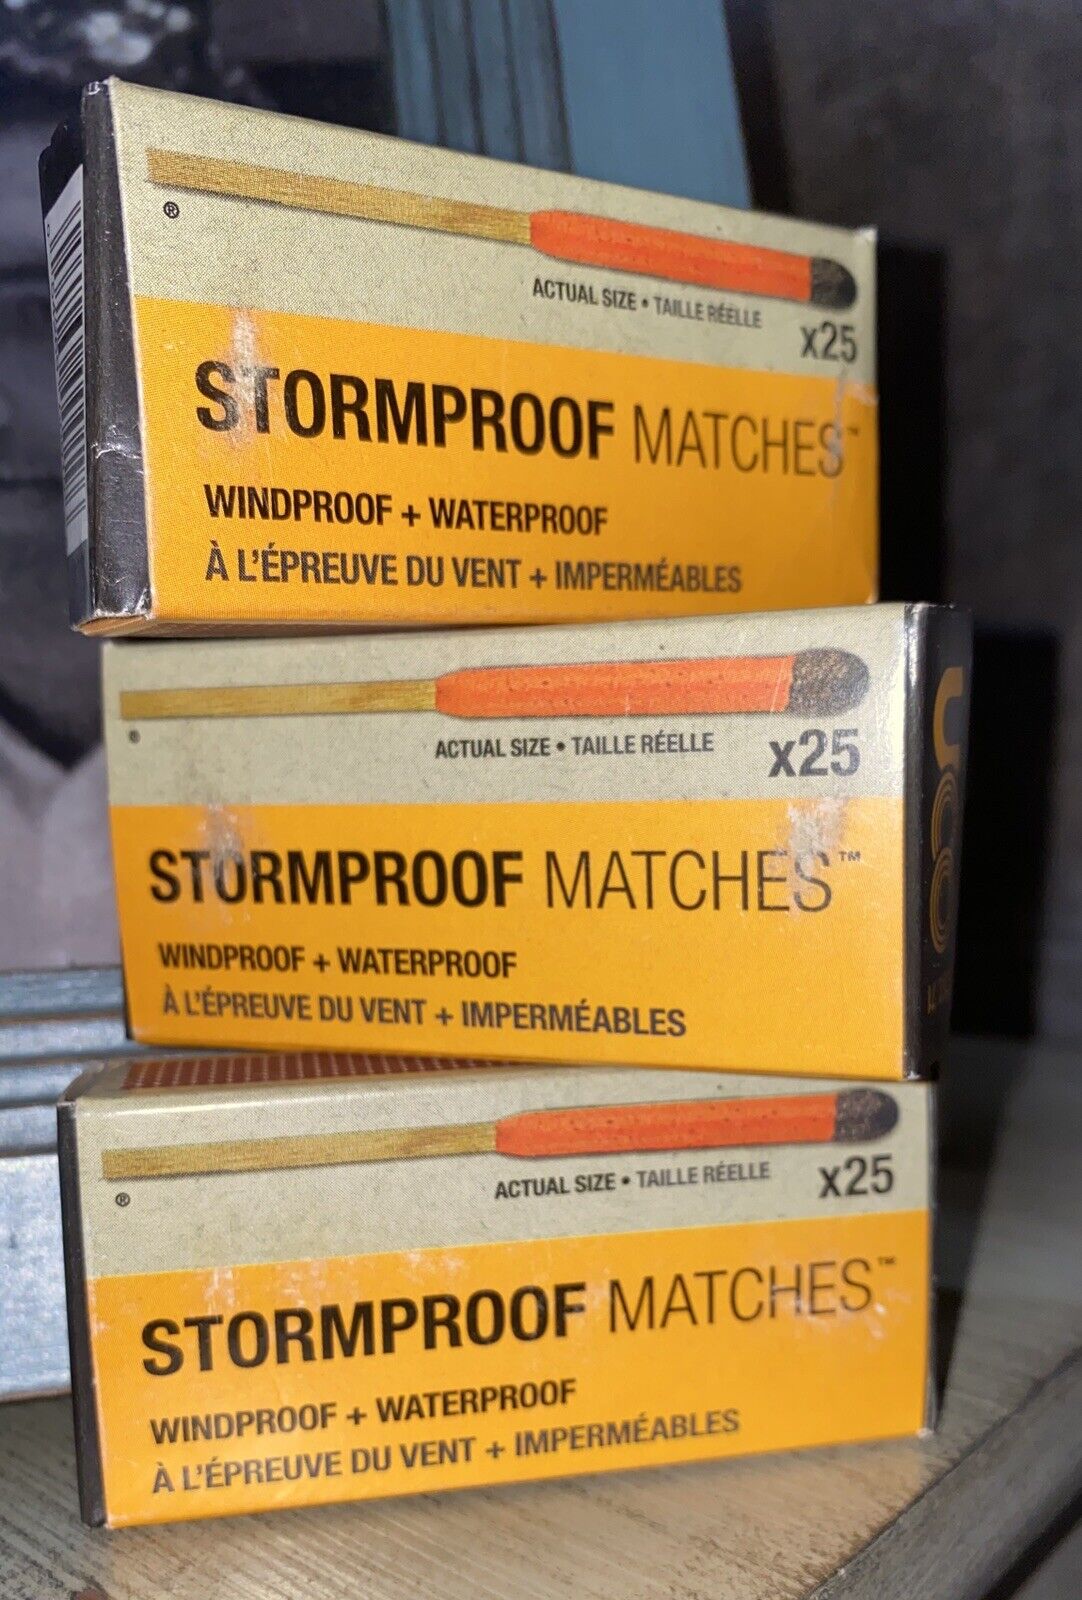 ®
ACTUAL SIZE • TAILLE RÉELLE
x25
STORMPROOF MATCHES™
WINDPROOF + WATERPROOF
À L'ÉPREUVE DU VENT + IMPERMÉABLES
®
ACTUAL SIZE • TAILLE RÉELLE
x25
STORMPROOF MATCHES™
WINDPROOF + WATERPROOF
À L'ÉPREUVE DU VENT + IMPERMÉABLES
UCO
®
ACTUAL SIZE • TAILLE RÉELLE
x25
STORMPROOF MATCHES™
WINDPROOF + WATERPROOF
À L'ÉPREUVE DU VENT + IMPERMÉABLES